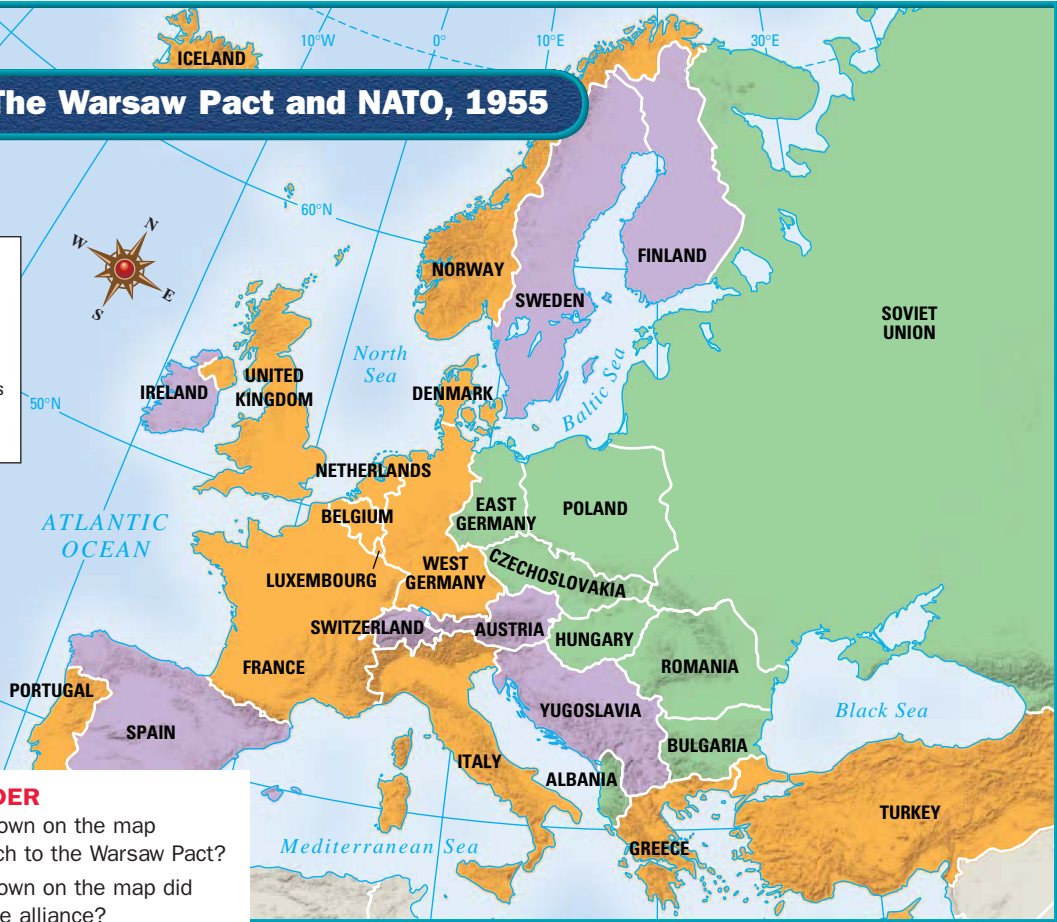 ICELAND
10°W
0°
10°E
30°E
The Warsaw Pact and NATO, 1955
60°N
N
W
E
S
NORWAY
FINLAND
SWEDEN
SOVIET
UNION
North
Sea
Baltic Sea
s
50°N
IRELAND
UNITED
KINGDOM
DENMARK
NETHERLANDS
BELGIUM
EAST
GERMANY
POLAND
ATLANTIC
OCEAN
LUXEMBOURG
WEST
GERMANY
CZECHOSLOVAKIA
SWITZERLAND
AUSTRIA
HUNGARY
FRANCE
ROMANIA
PORTUGAL
SPAIN
YUGOSLAVIA
Black Sea
BULGARIA
ITALY
ALBANIA
TURKEY
GREECE
Mediterranean Sea
DER
own on the map
ch to the Warsaw Pact?
own on the map did
e alliance?